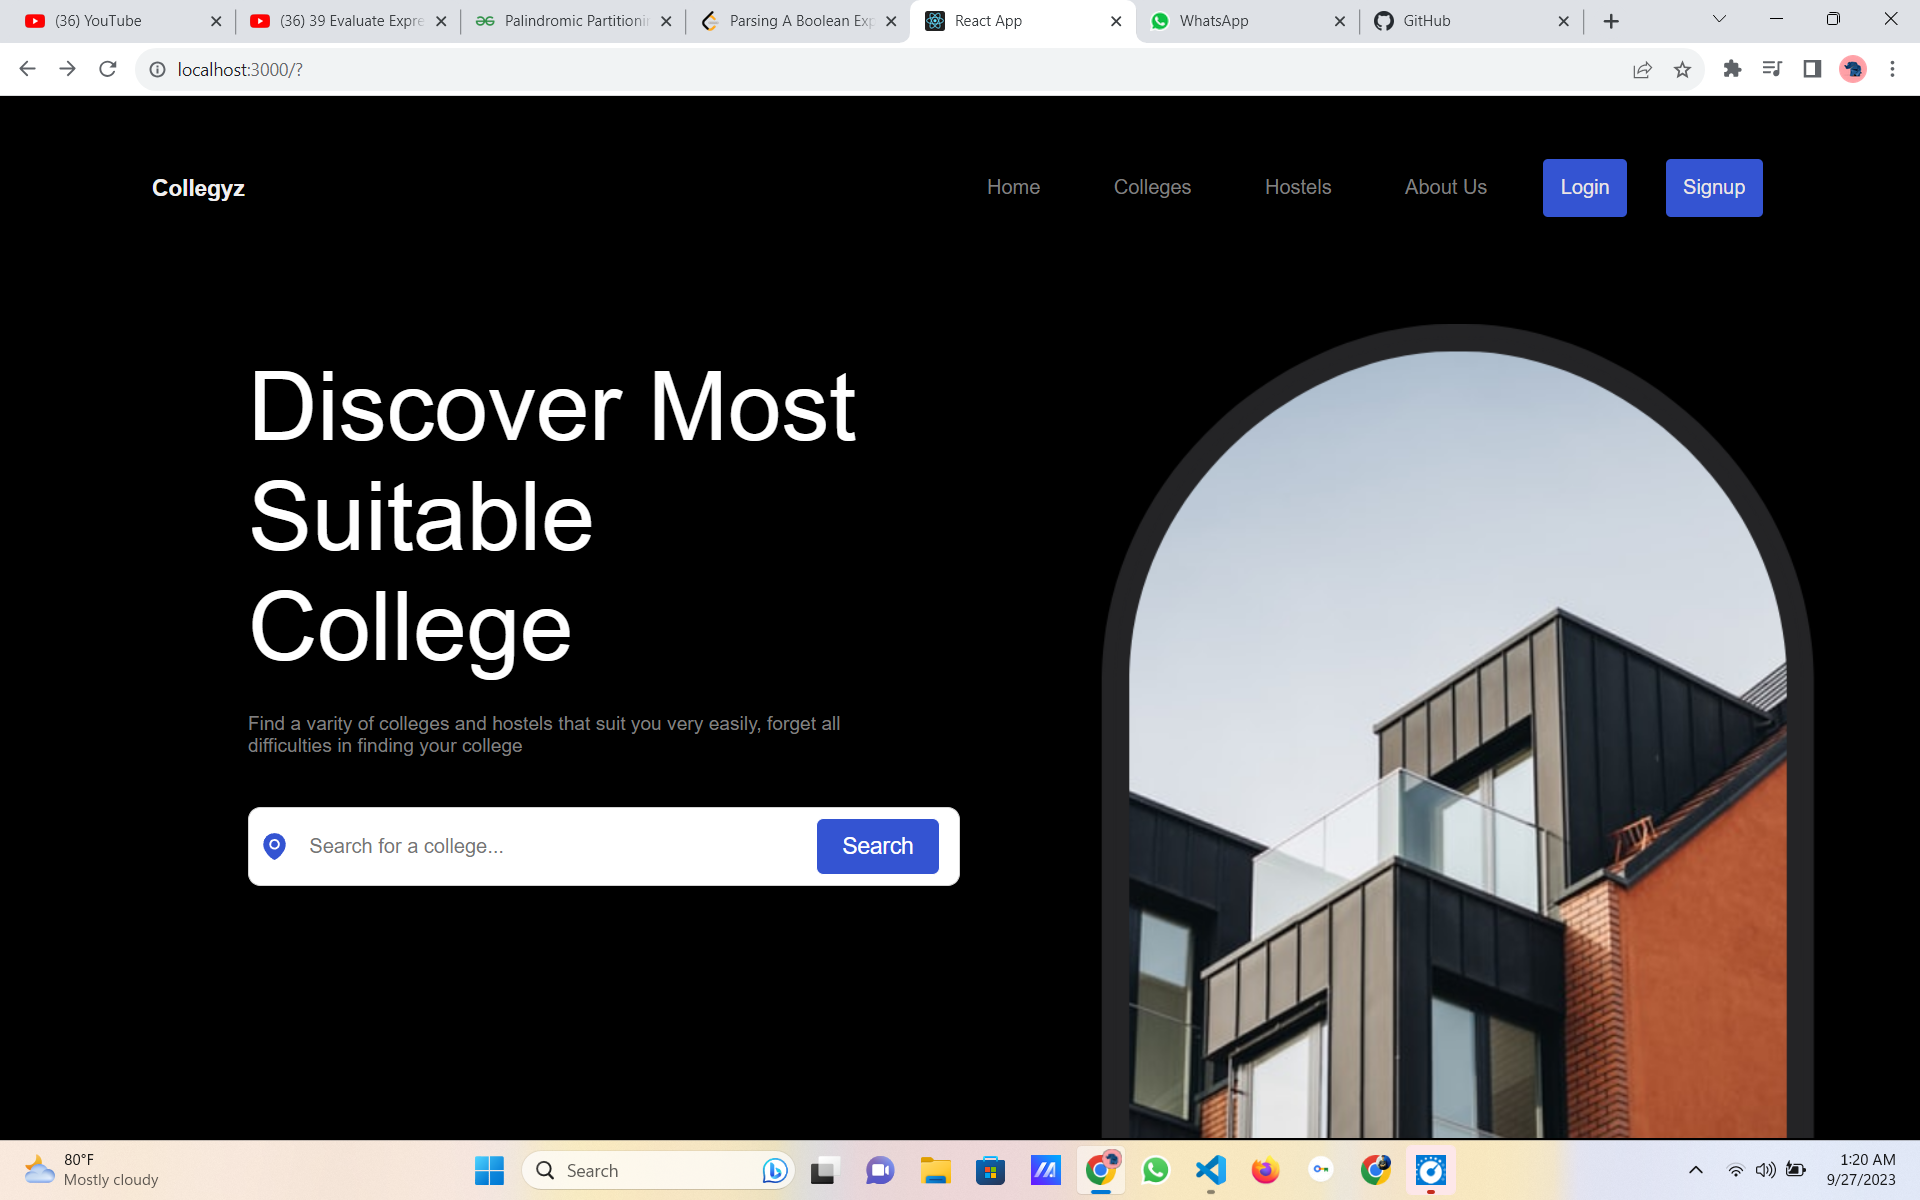 (36) YouTube
(36) 39 Evaluate Expre
Palindromic Partitionin
Parsing A Boolean Exp
React App
WhatsApp
GitHub
localhost:3000/?
Collegyz
Home
Colleges
Hostels
About Us
Login
Signup
Discover Most
Suitable
College
Find a varity of colleges and hostels that suit you very easily, forget all
difficulties in finding your college
Search for a college...
Search
80°F
Mostly cloudy
Search
1:20 AM
9/27/2023